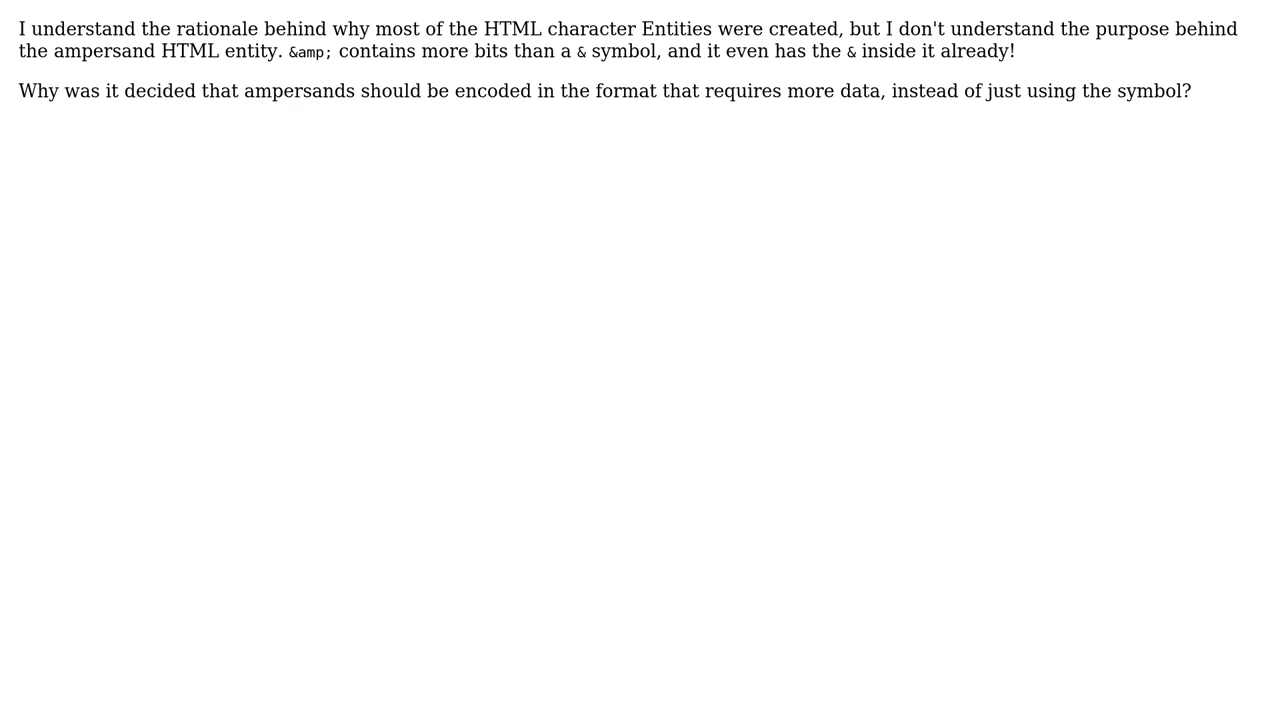 I understand the rationale behind why most of the HTML character Entities were created, but I don't understand the purpose behind
the ampersand HTML entity. &amp; contains more bits than a & symbol, and it even has the & inside it already!
Why was it decided that ampersands should be encoded in the format that requires more data, instead of just using the symbol?